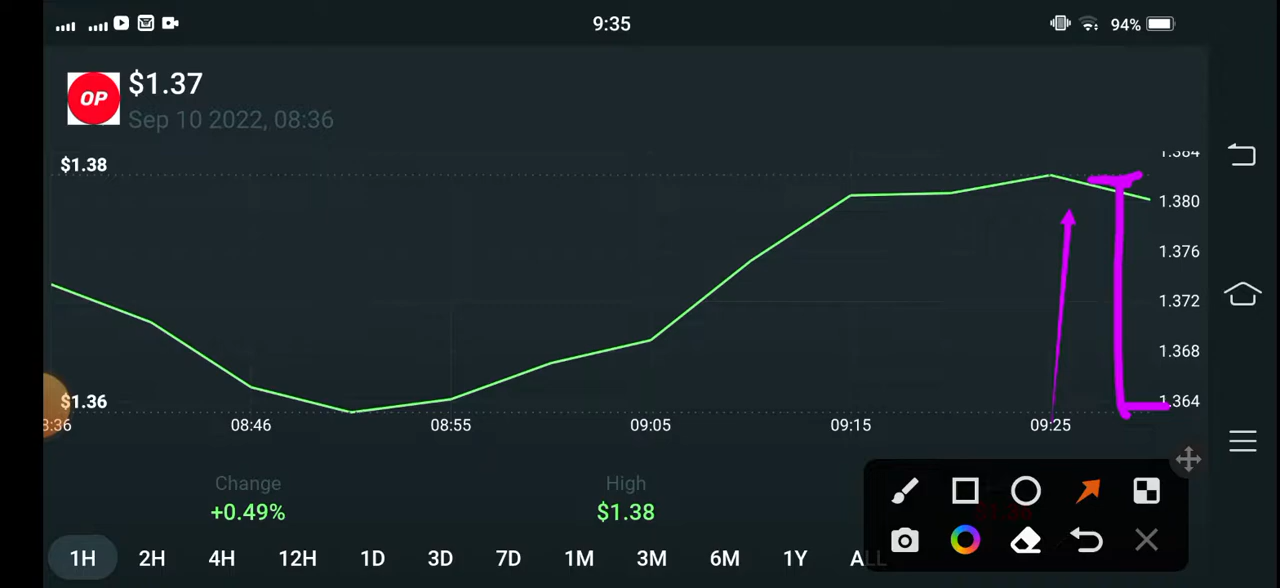 9:35
94%
OP
$1.37
Sep 10 2022, 08:36
$1.38
1.384
1.380
1.376
1.372
1.368
1.364
$1.36
08:46
08:55
09:05
09:15
09:25
Change
High
+0.49%
$1.38
1H
2H
4H
12H
1D
3D
7D
1M
3M
6M
1Y